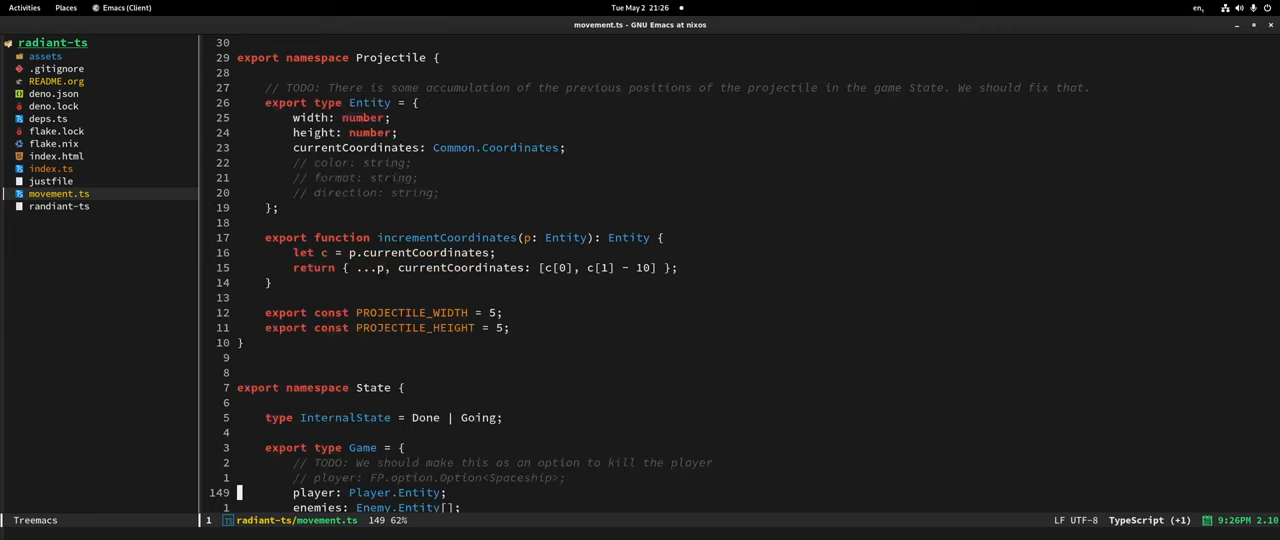 Activities Places Emacs (Client) Tue May 2 21:26 en,
movement.ts - GNU Emacs at nixos
radiant-ts
assets
.gitignore
README.org
deno.json
deno.lock
deps.ts
flake.lock
flake.nix
index.html
index.ts
justfile
movement.ts
randiant-ts
30
29 export namespace Projectile {
28
27 // TODO: There is some accumulation of the previous positions of the projectile in the game State. We should fix that.
26 export type Entity = {
25 width: number;
24 height: number;
23 currentCoordinates: Common.Coordinates;
22 // color: string;
21 // format: string;
20 // direction: string;
19 };
18
17 export function incrementCoordinates(p: Entity): Entity {
16 let c = p.currentCoordinates;
15 return { ...p, currentCoordinates: [c[0], c[1] - 10] };
14 }
13
12 export const PROJECTILE_WIDTH = 5;
11 export const PROJECTILE_HEIGHT = 5;
10 }
9
8
7 export namespace State {
6
5 type InternalState = Done | Going;
4
3 export type Game = {
2 // TODO: We should make this as an option to kill the player
1 // player: FP.option.Option<Spaceship>;
149 player: Player.Entity;
1 enemies: Enemy.Entity[];
Treemacs 1 TS radiant-ts/movement.ts 149 62% LF UTF-8 TypeScript (+1) 9:26PM 2.10